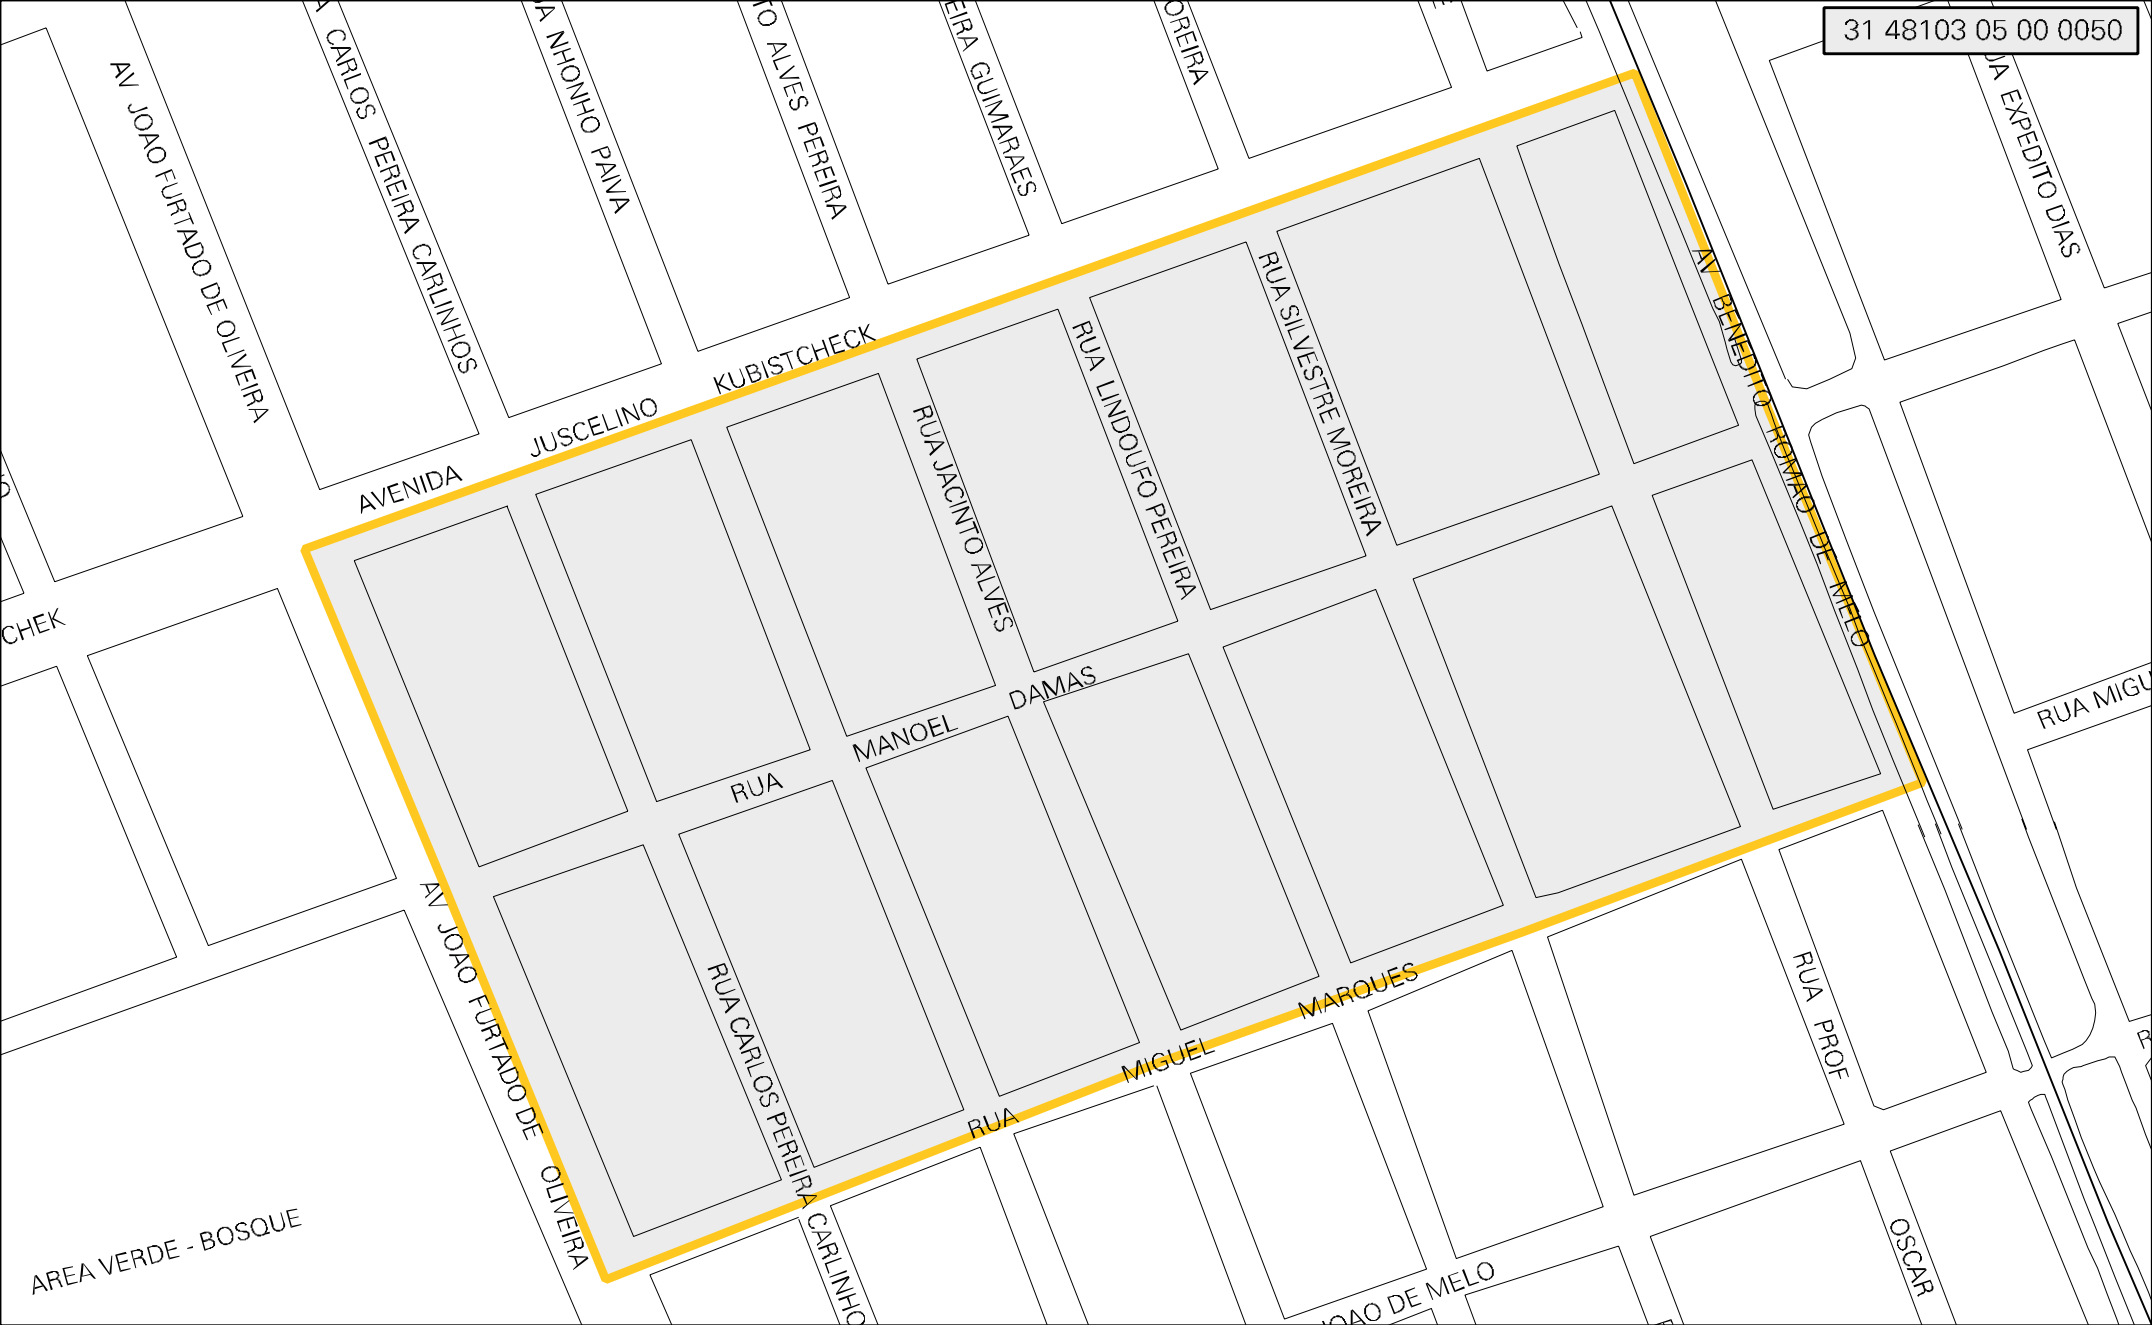 31 48103 05 00 0050
AV JOAO FURTADO DE OLIVEIRA
CARLOS PEREIRA CARLINHOS
NHONHO PAIVA
ALVES PEREIRA
EIRA GUIMARAES
OREIRA
EXPEDITO DIAS
AVENIDA JUSCELINO KUBISTCHECK
CHEK
RUA JACINTO ALVES
RUA LINDOUFO PEREIRA
RUA SILVESTRE MOREIRA
AV BENEDITO ROMAO DE MELO
RUA MANOEL DAMAS
RUA MIGU
AV JOAO FURTADO DE OLIVEIRA
RUA CARLOS PEREIRA CARLINHO
RUA MIGUEL MARQUES
RUA PROF
OSCAR
AREA VERDE - BOSQUE
JOAO DE MELO